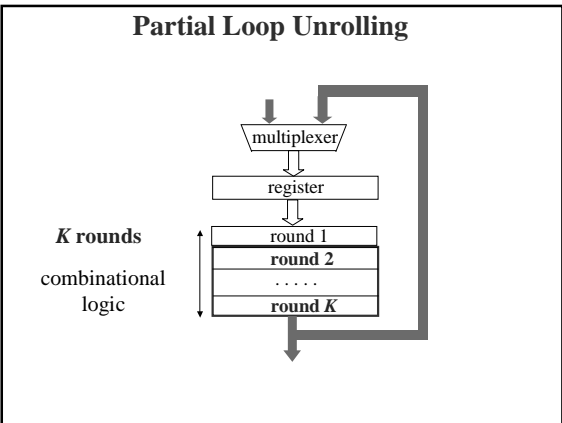 Partial Loop Unrolling
multiplexer
register
K rounds
combinational
logic
round 1
round 2
. . . . .
round K